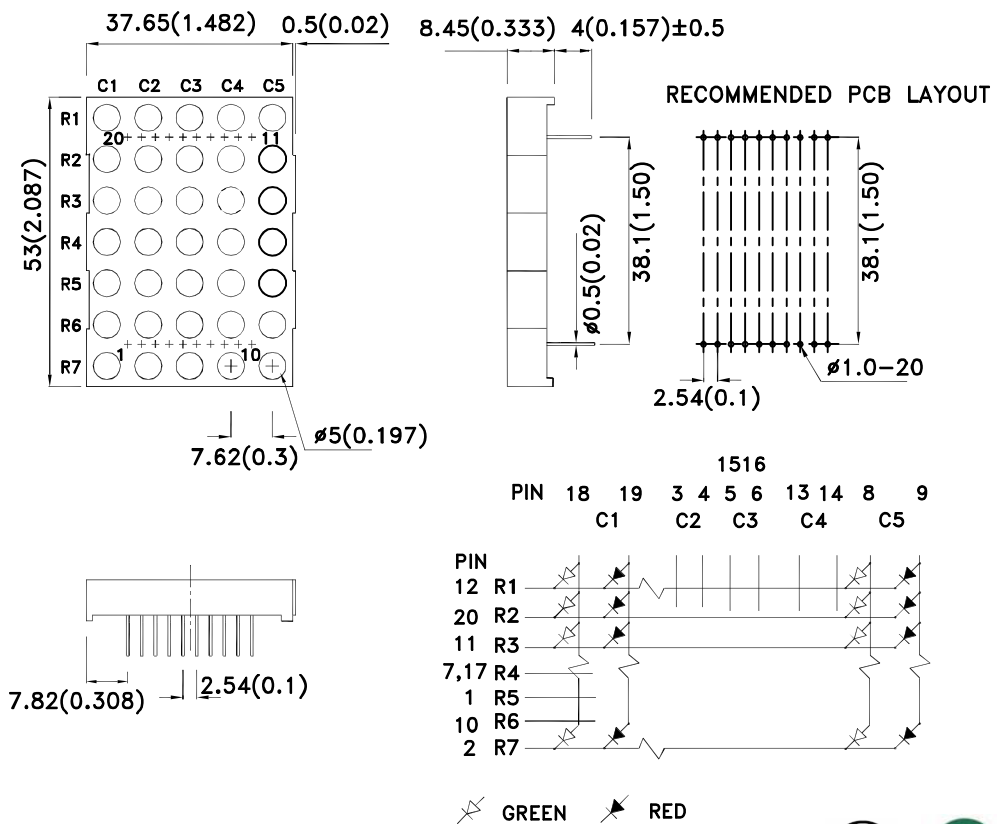 37.65(1.482) 0.5(0.02)
8.45(0.333) 4(0.157)±0.5
C1 C2 C3 C4 C5
RECOMMENDED PCB LAYOUT
R1
20 11
R2
R3
R4
R5
R6
1 10
R7
53(2.087)
ø0.5(0.02)
38.1(1.50)
38.1(1.50)
ø1.0-20
2.54(0.1)
ø5(0.197)
7.62(0.3)
1516
PIN 18 19 3 4 5 6 13 14 8 9
C1 C2 C3 C4 C5
PIN
12 R1
20 R2
11 R3
7,17 R4
1 R5
10 R6
2 R7
7.82(0.308)
2.54(0.1)
GREEN RED